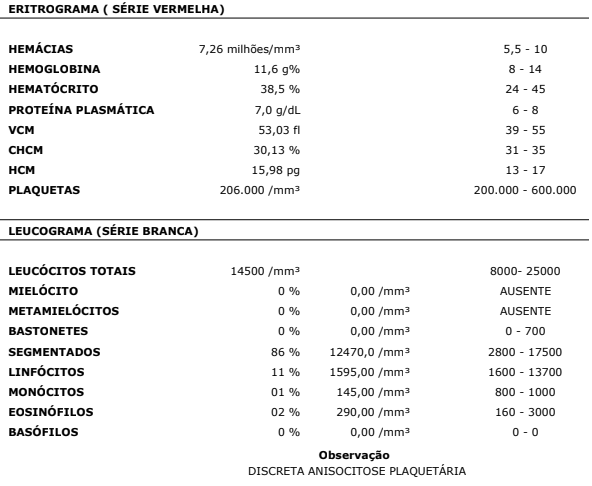 ERITROGRAMA ( SÉRIE VERMELHA)
HEMÁCIAS 7,26 milhões/mm³ 5,5 - 10
HEMOGLOBINA 11,6 g% 8 - 14
HEMATÓCRITO 38,5 % 24 - 45
PROTEÍNA PLASMÁTICA 7,0 g/dL 6 - 8
VCM 53,03 fl 39 - 55
CHCM 30,13 % 31 - 35
HCM 15,98 pg 13 - 17
PLAQUETAS 206.000 /mm³ 200.000 - 600.000
LEUCOGRAMA (SÉRIE BRANCA)
LEUCÓCITOS TOTAIS 14500 /mm³ 8000- 25000
MIELÓCITO 0 % 0,00 /mm³ AUSENTE
METAMIELÓCITOS 0 % 0,00 /mm³ AUSENTE
BASTONETES 0 % 0,00 /mm³ 0 - 700
SEGMENTADOS 86 % 12470,0 /mm³ 2800 - 17500
LINFÓCITOS 11 % 1595,00 /mm³ 1600 - 13700
MONÓCITOS 01 % 145,00 /mm³ 800 - 1000
EOSINÓFILOS 02 % 290,00 /mm³ 160 - 3000
BASÓFILOS 0 % 0,00 /mm³ 0 - 0
Observação
DISCRETA ANISOCITOSE PLAQUETÁRIA